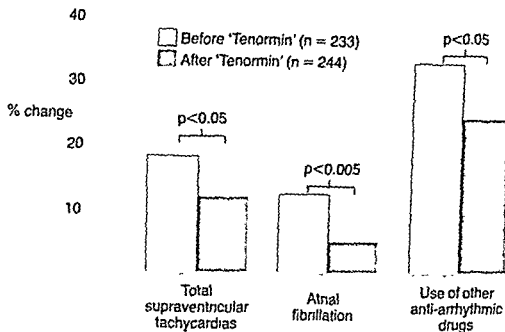 40
Before 'Tenormin' (n = 233)
After 'Tenormin' (n = 244)
p<0.05
30
% change
p<0.05
20
p<0.005
10
Total
supraventricular
tachycardias
Atrial
fibrillation
Use of other
anti-arrhythmic
drugs